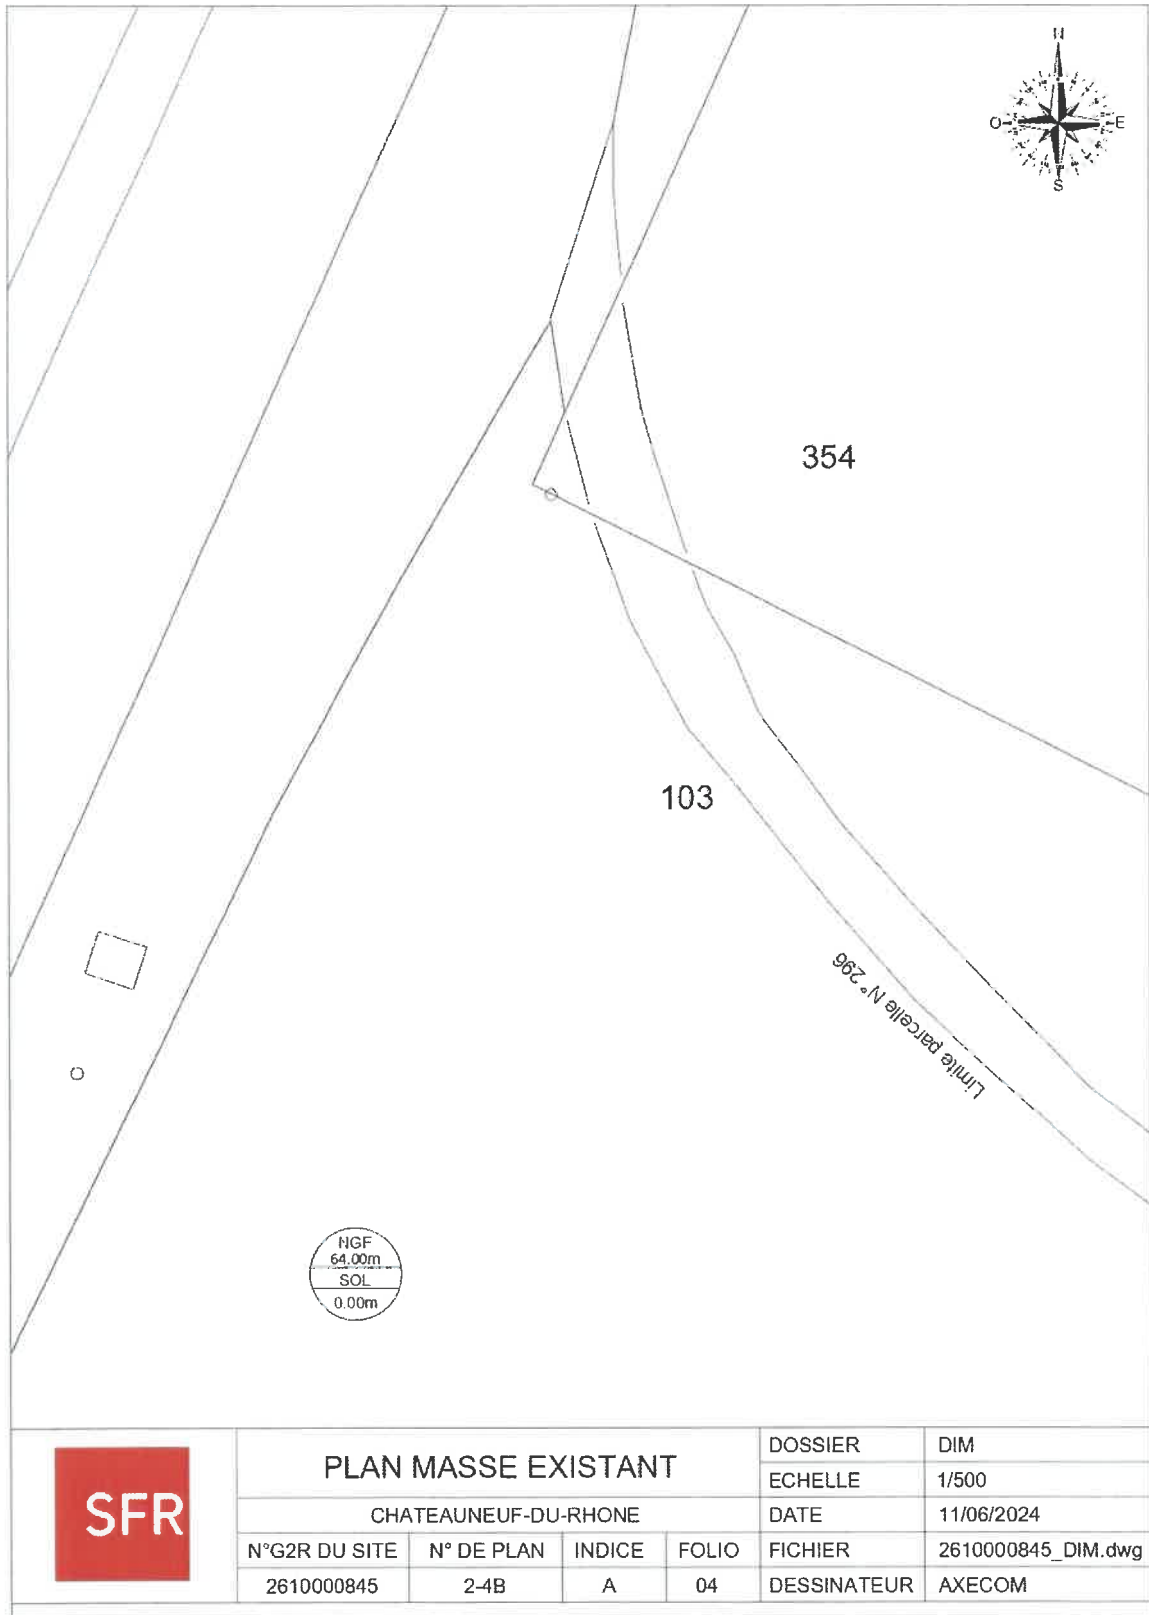 N
O
E
S
354
103
Limite parcelle N°296
NGF
64.00m
SOL
0.00m
SFR
PLAN MASSE EXISTANT
CHATEAUNEUF-DU-RHONE
N°G2R DU SITE
N° DE PLAN
INDICE
FOLIO
2610000845
2-4B
A
04
DOSSIER
DIM
ECHELLE
1/500
DATE
11/06/2024
FICHIER
2610000845_DIM.dwg
DESSINATEUR
AXECOM